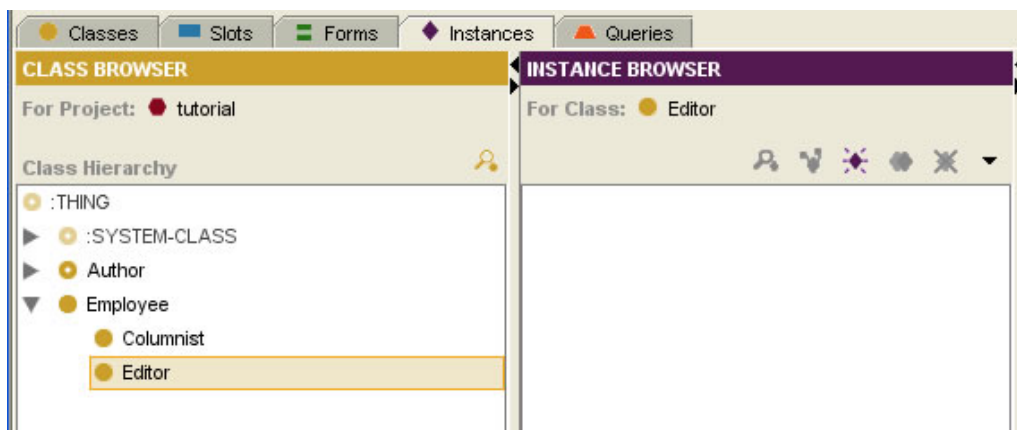 Classes Slots Forms Instances Queries
CLASS BROWSER
For Project: tutorial
Class Hierarchy
:THING
:SYSTEM-CLASS
Author
Employee
Columnist
Editor
INSTANCE BROWSER
For Class: Editor